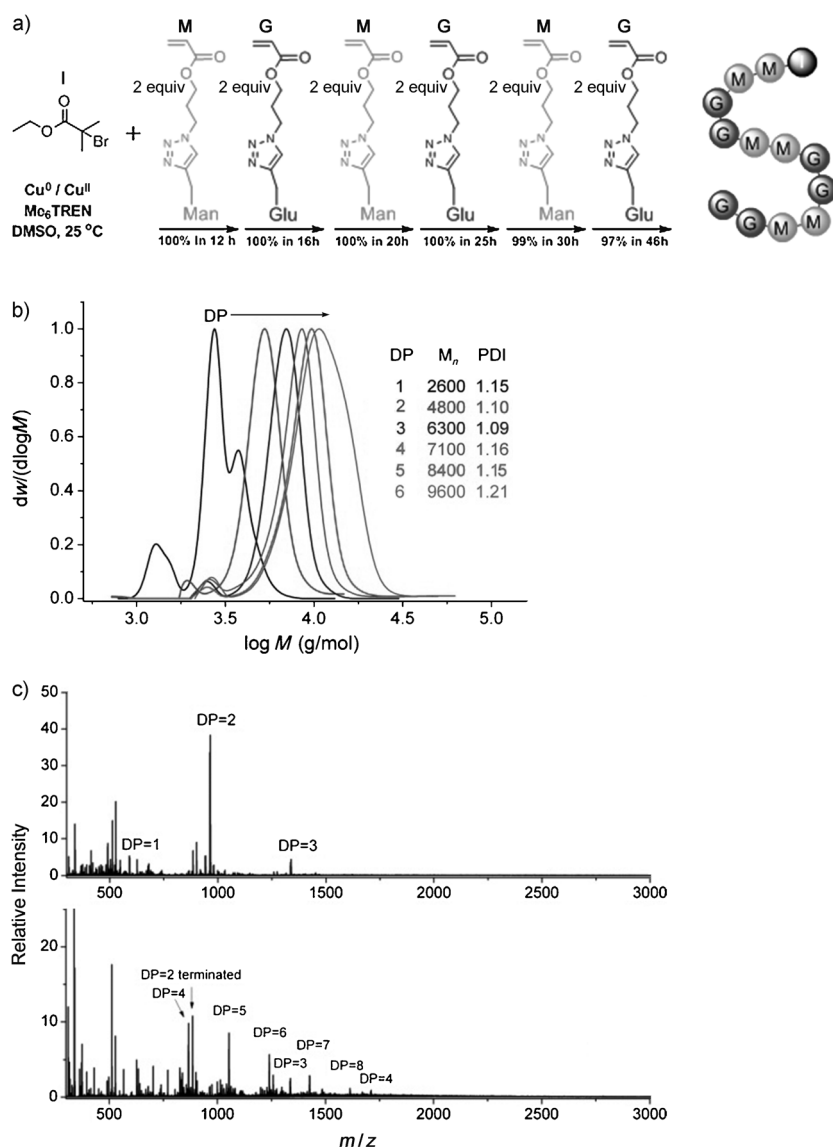 a)
M G M G M G
I
2 equiv 2 equiv 2 equiv 2 equiv 2 equiv 2 equiv
O O O O O O
O O O O O O
O
O Br
+
N N N N N N
N=N N=N N=N N=N N=N N=N
Cu⁰ / Cuᴵᴵ
Me₆TREN
DMSO, 25 °C
Man Glu Man Glu Man Glu
100% In 12 h 100% in 16h 100% in 20h 100% in 25h 99% in 30h 97% in 46h
I M M G G M M G G M M G G
b)
DP
DP Mn PDI
1 2600 1.15
2 4800 1.10
3 6300 1.09
4 7100 1.16
5 8400 1.15
6 9600 1.21
dw/(dlogM)
1.0
0.8
0.6
0.4
0.2
0.0
3.0 3.5 4.0 4.5 5.0
log M (g/mol)
c)
Relative Intensity
50
40
30
20
10
0
DP=2
DP=1
DP=3
500 1000 1500 2000 2500 3000
20
10
0
DP=2 terminated
DP=4
DP=5
DP=6
DP=7
DP=3
DP=8
DP=4
500 1000 1500 2000 2500 3000
m/z